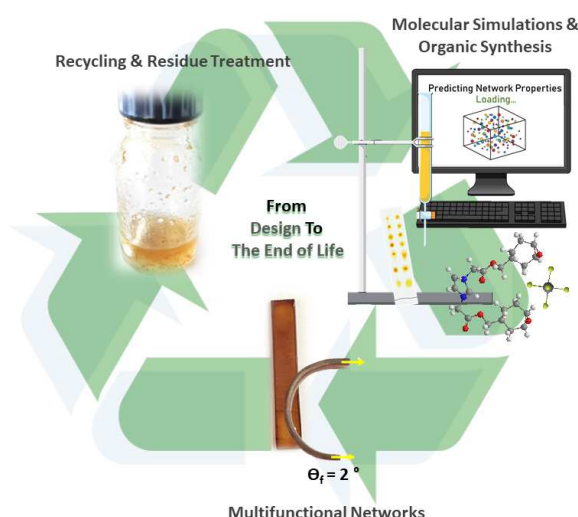 Molecular Simulations &
Organic Synthesis
Recycling & Residue Treatment
Predicting Network Properties
Loading...
From
Design To
The End of Life
Ɵf = 2 °
Multifunctional Networks